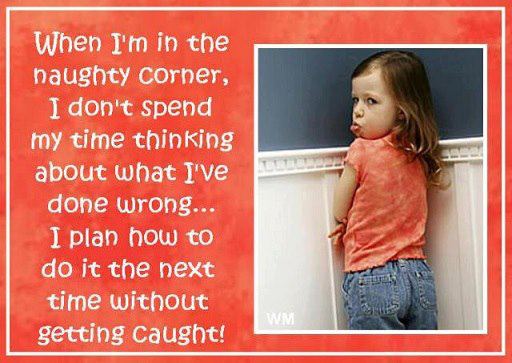 When I'm in the
naughty corner,
I don't spend
my time thinking
about what I've
done wrong...
I plan how to
do it the next
time without
getting caught!
WM